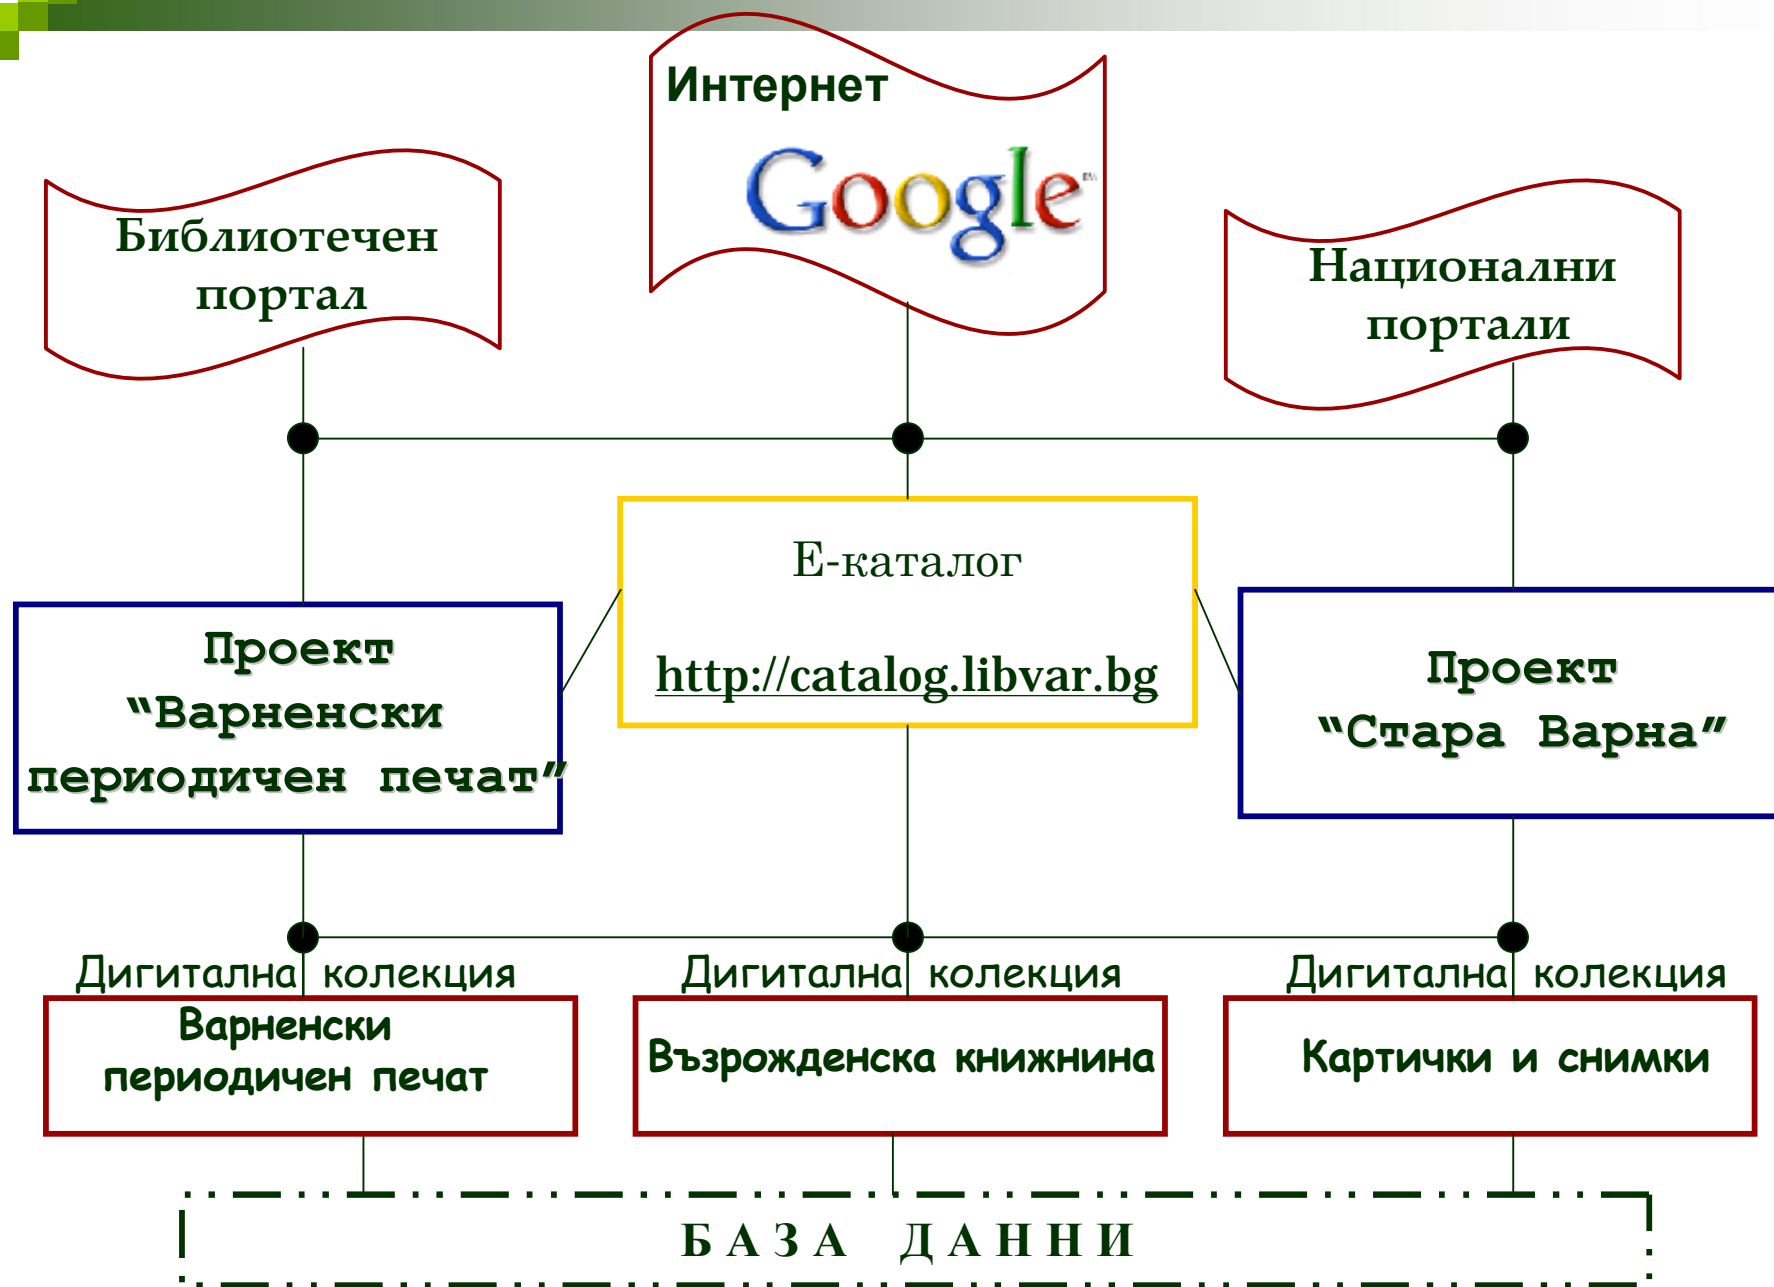 Интернет
Google™
Библиотечен
портал
Национални
портали
Е-каталог
http://catalog.libvar.bg
Проект
“Варненски
периодичен печат”
Проект
“Стара Варна”
Дигитална колекция
Варненски
периодичен печат
Дигитална колекция
Възрожденска книжнина
Дигитална колекция
Картички и снимки
БАЗА ДАННИ